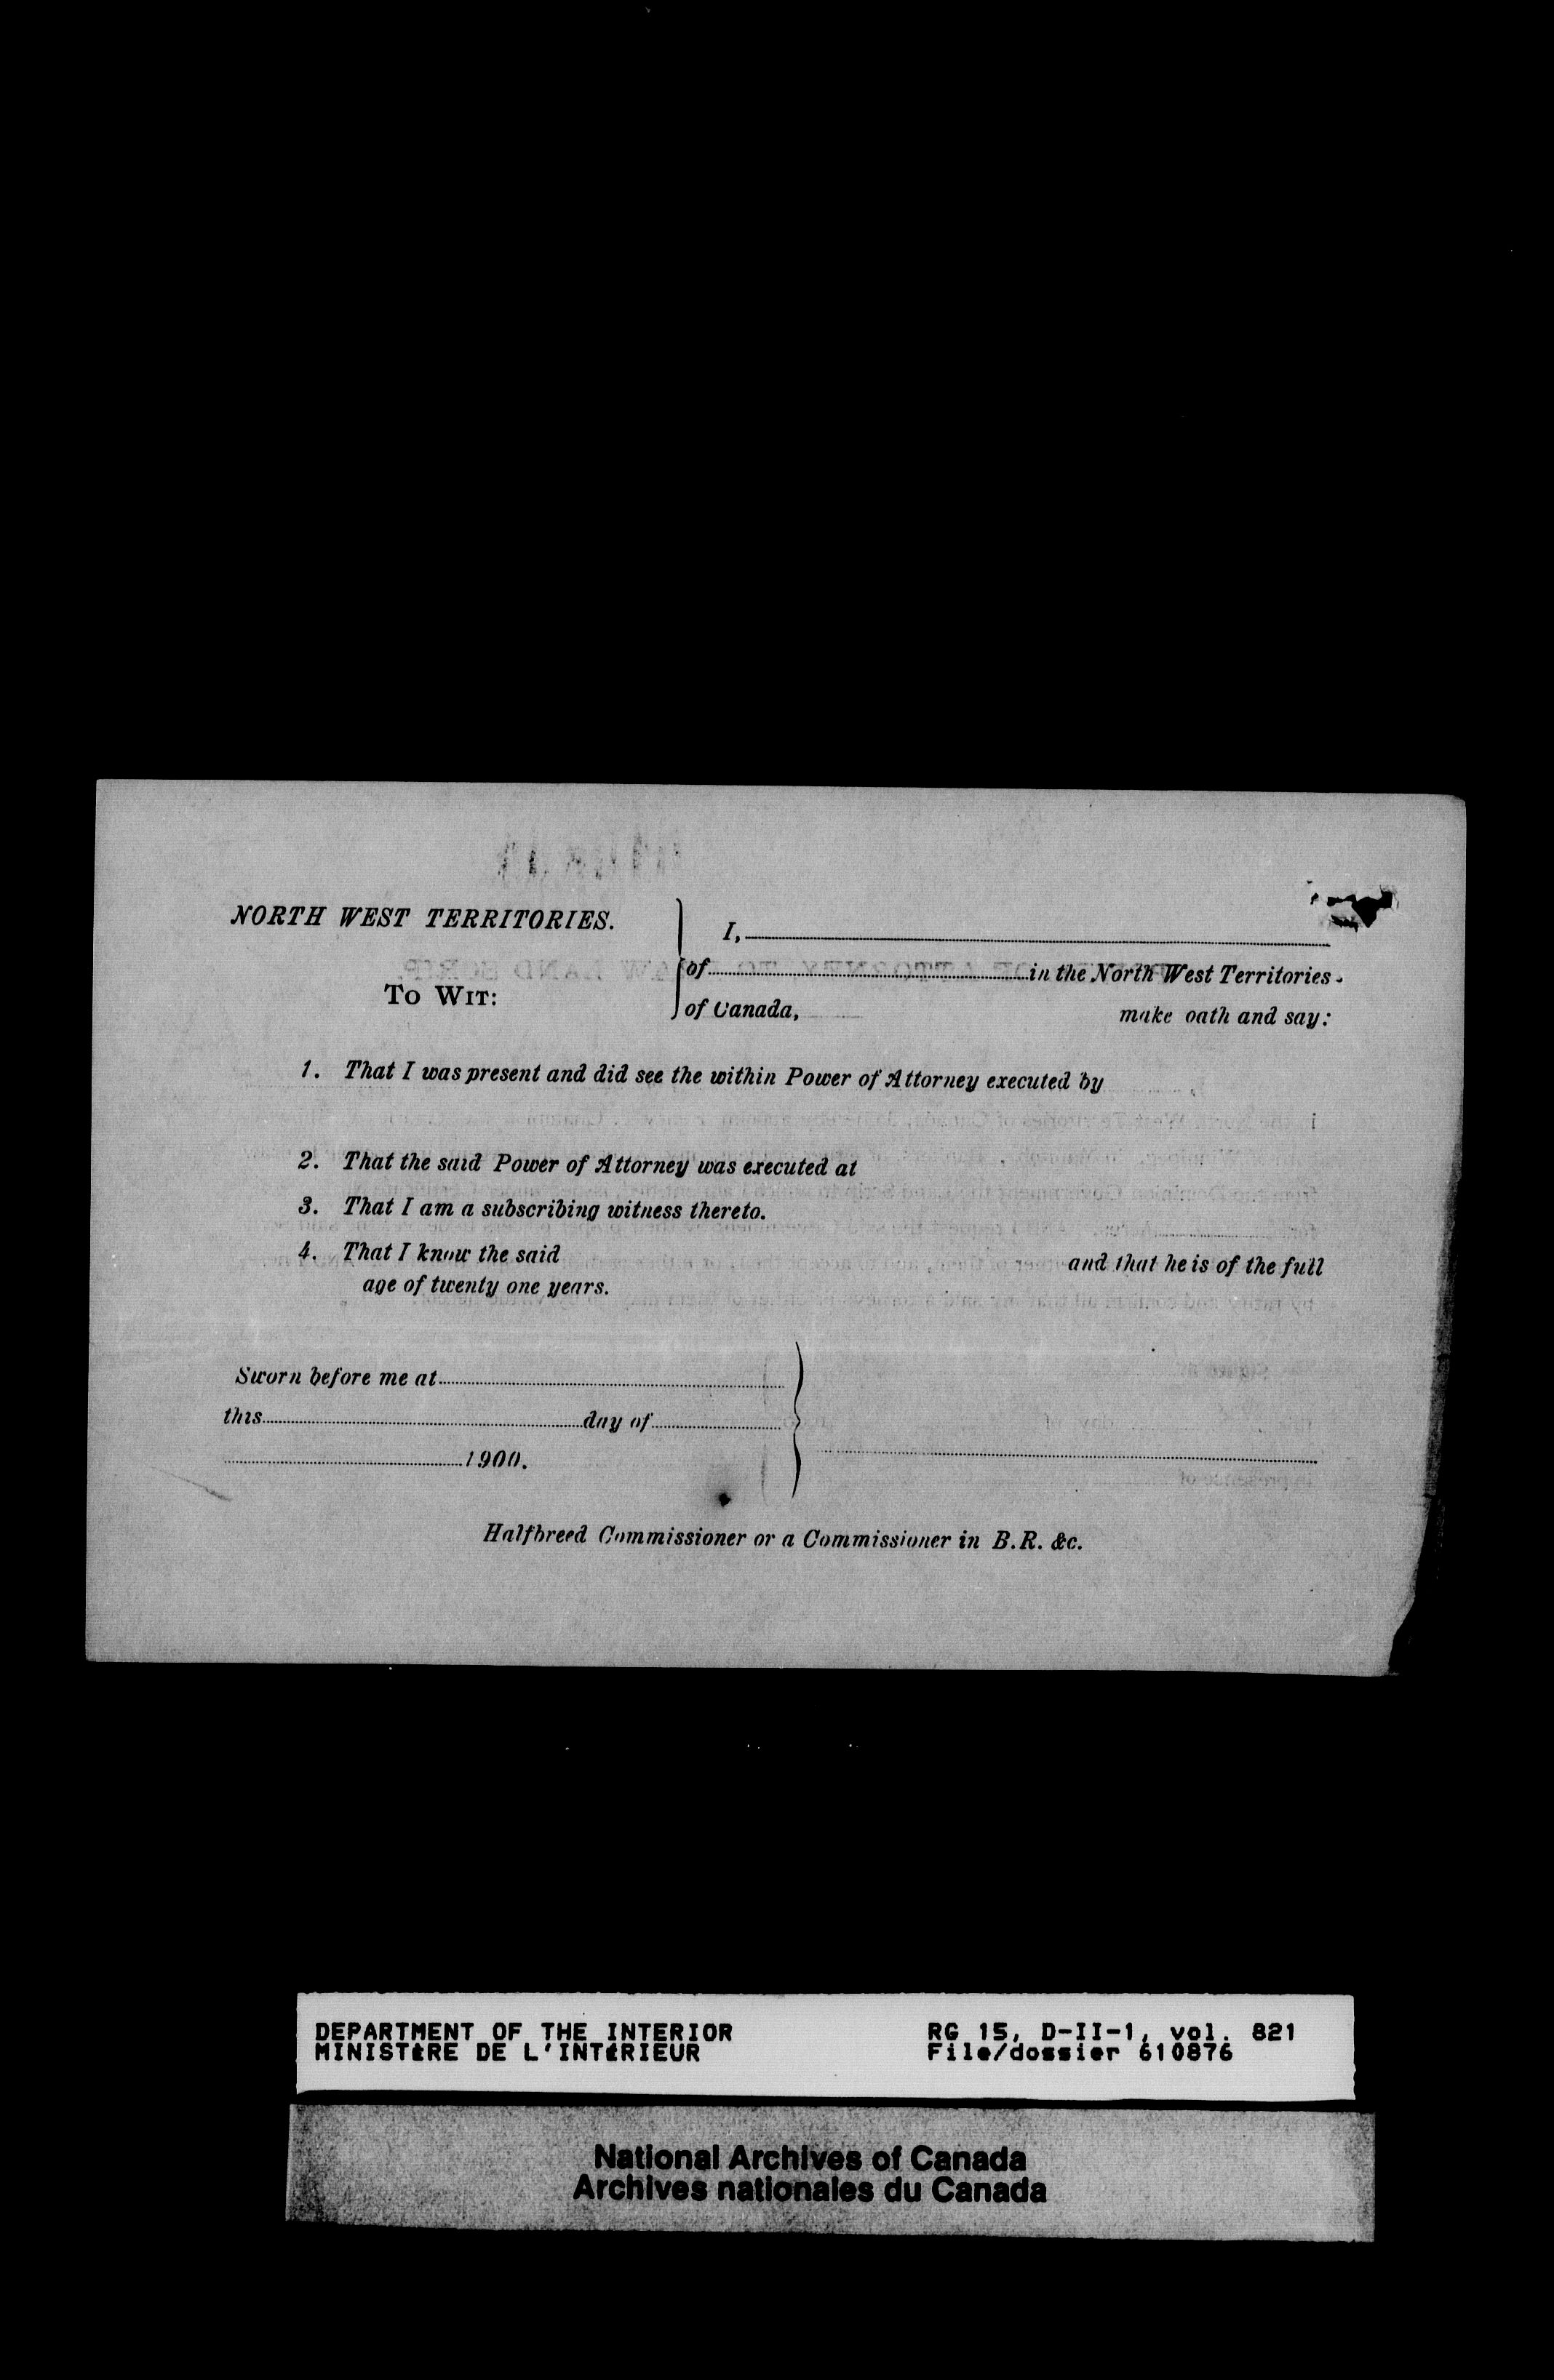 NORTH WEST TERRITORIES.
TO WIT:
I,
of in the North West Territories.
of Canada, make oath and say:
1. That I was present and did see the within Power of Attorney executed by
2. That the said Power of Attorney was executed at
3. That I am a subscribing witness thereto.
4. That I know the said and that he is of the full
age of twenty one years.
Sworn before me at
this day of
1900.
Halfbreed Commissioner or a Commissioner in B.R. &c.
DEPARTMENT OF THE INTERIOR RG 15, D-II-1, vol. 821
MINISTÈRE DE L'INTÉRIEUR File/dossier 610876
National Archives of Canada
Archives nationales du Canada